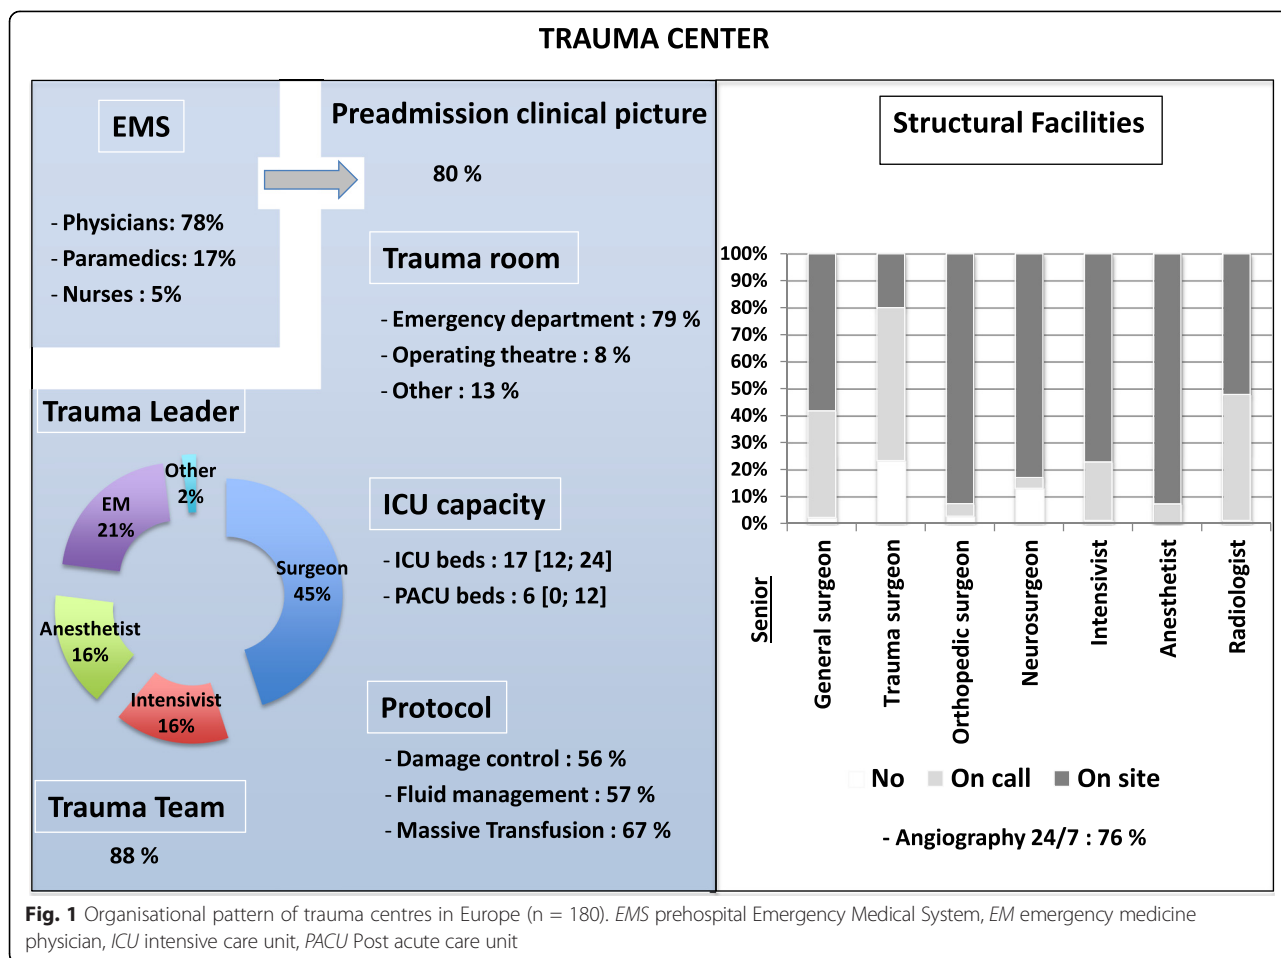 TRAUMA CENTER
EMS
- Physicians: 78%
- Paramedics: 17%
- Nurses : 5%
Preadmission clinical picture
80 %
Trauma room
- Emergency department : 79 %
- Operating theatre : 8 %
- Other : 13 %
Trauma Leader
Other
2%
EM
21%
Surgeon
45%
Anesthetist
16%
Intensivist
16%
ICU capacity
- ICU beds : 17 [12; 24]
- PACU beds : 6 [0; 12]
Protocol
- Damage control : 56 %
- Fluid management : 57 %
- Massive Transfusion : 67 %
Trauma Team
88 %
Structural Facilities
100%
90%
80%
70%
60%
50%
40%
30%
20%
10%
0%
Senior
General surgeon
Trauma surgeon
Orthopedic surgeon
Neurosurgeon
Intensivist
Anesthetist
Radiologist
No On call On site
- Angiography 24/7 : 76 %
Fig. 1 Organisational pattern of trauma centres in Europe (n = 180). EMS prehospital Emergency Medical System, EM emergency medicine
physician, ICU intensive care unit, PACU Post acute care unit